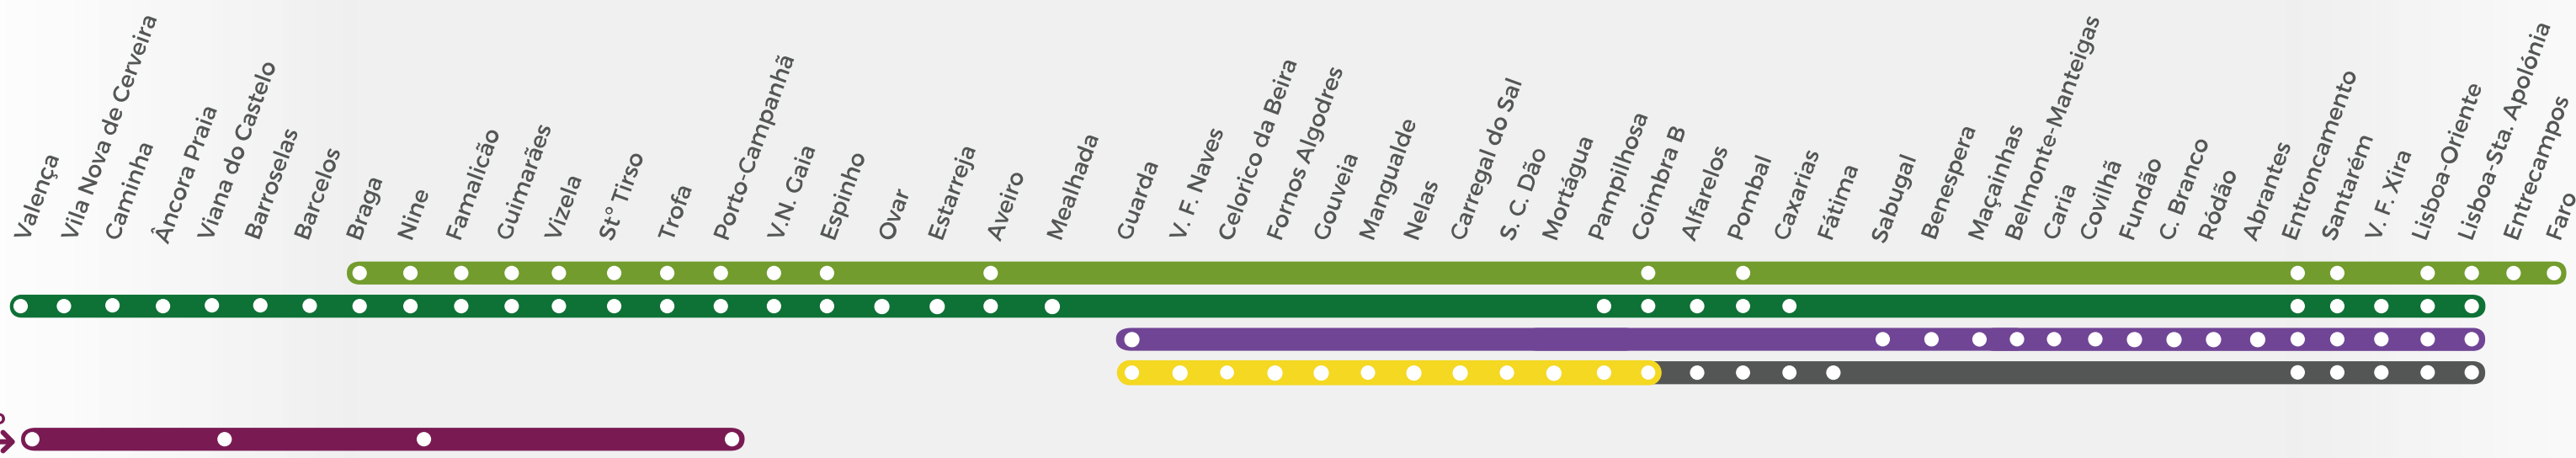 Valença
Vila Nova de Cerveira
Caminha
Âncora Praia
Viana do Castelo
Barroselas
Barcelos
Braga
Nine
Famalicão
Guimarães
Vizela
St° Tirso
Trofa
Porto-Campanhã
V.N. Gaia
Espinho
Ovar
Estarreja
Aveiro
Mealhada
Guarda
V. F. Naves
Celorico da Beira
Fornos Algodres
Gouveia
Mangualde
Nelas
Carregal do Sal
S. C. Dão
Mortágua
Pampilhosa
Coimbra B
Alfarelos
Pombal
Caxarias
Fátima
Sabugal
Benespera
Maçainhas
Belmonte-Manteigas
Caria
Covilhã
Fundão
C. Branco
Ródão
Abrantes
Entroncamento
Santarém
V. F. Xira
Lisboa-Oriente
Lisboa-Sta. Apolónia
Entrecampos
Faro